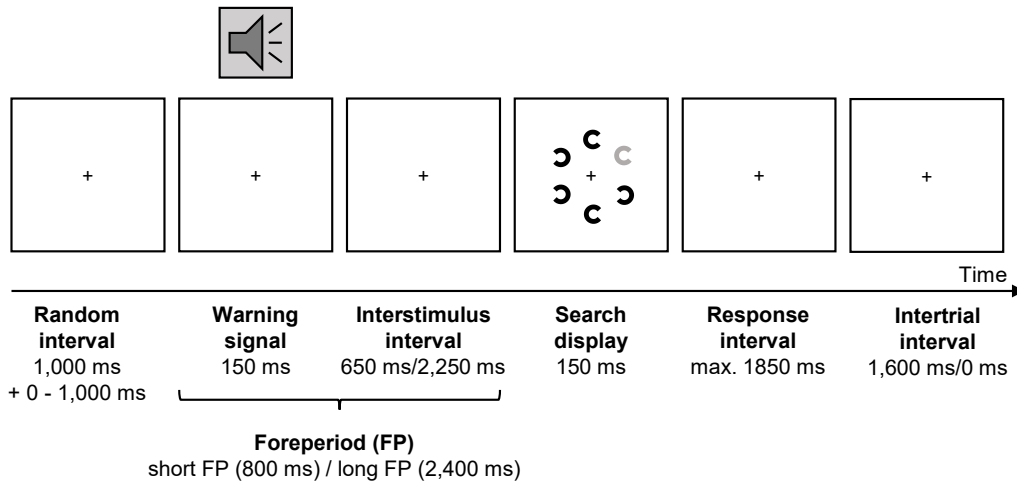 Time
Random interval
1,000 ms
+ 0 - 1,000 ms
Warning signal
150 ms
Interstimulus interval
650 ms/2,250 ms
Search display
150 ms
Response interval
max. 1850 ms
Intertrial interval
1,600 ms/0 ms
Foreperiod (FP)
short FP (800 ms) / long FP (2,400 ms)